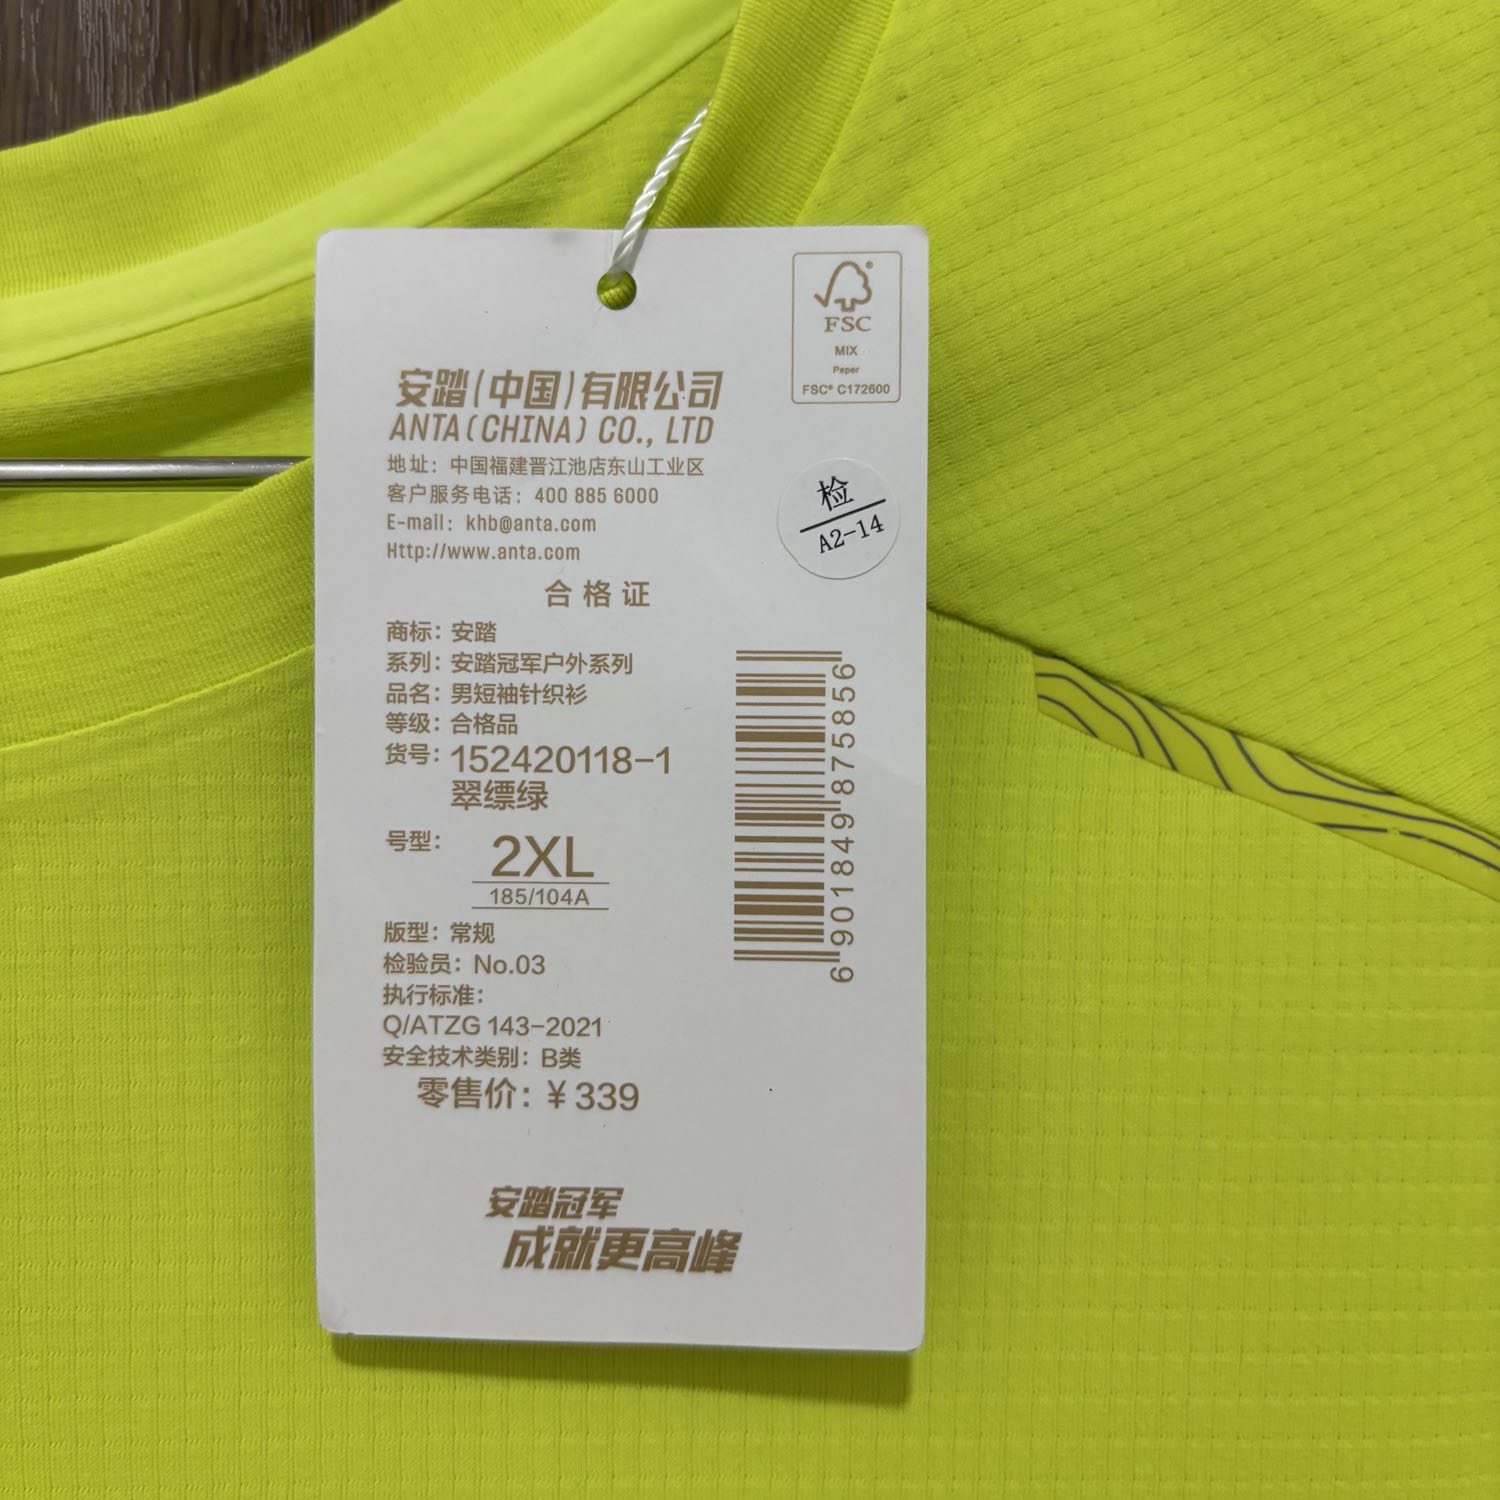 FSC
MIX
Paper
FSC® C172600
安踏(中国)有限公司
ANTA(CHINA) CO., LTD
地址：中国福建晋江池店东山工业区
客户服务电话：400 885 6000
E-mail：khb@anta.com
Http://www.anta.com
检
A2-14
合格证
商标：安踏
系列：安踏冠军户外系列
品名：男短袖针织衫
等级：合格品
货号：152420118-1
翠缥绿
号型：2XL
185/104A
版型：常规
检验员：No.03
执行标准：
Q/ATZG 143-2021
安全技术类别：B类
零售价：￥339
6901849875856
安踏冠军
成就更高峰